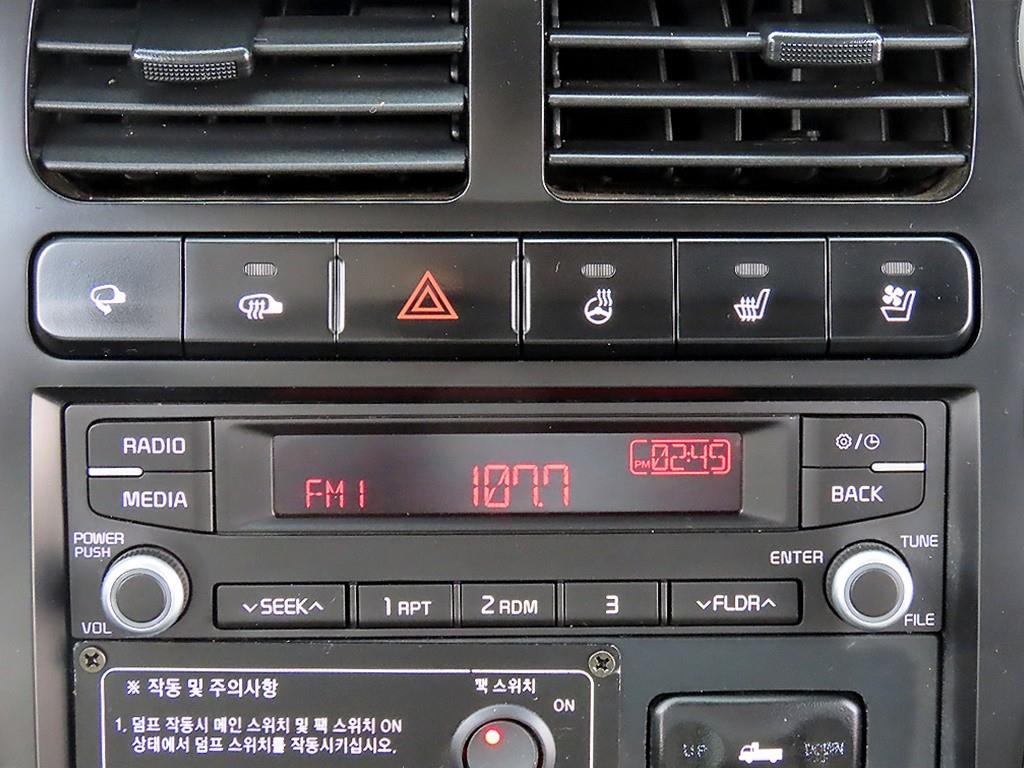 RADIO
MEDIA
FM1 107.7 PM 02:45
/
BACK
POWER
PUSH
VOL
SEEK
1 RPT
2 RDM
3
FLDR
ENTER
TUNE
FILE
※ 작동 및 주의사항
1. 덤프 작동시 메인 스위치 및 팩 스위치 ON
상태에서 덤프 스위치를 작동시키십시오.
팩 스위치
ON
UP
DOWN